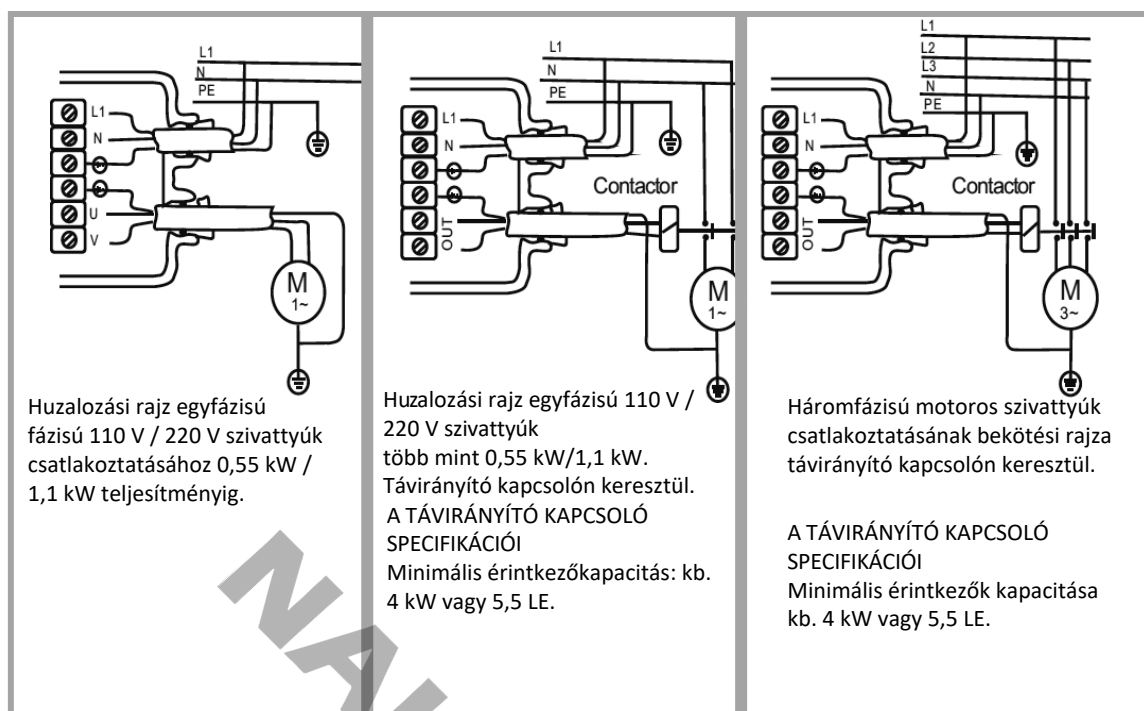 L1
N
PE
L1
N
U
V
M
1~
Huzalozási rajz egyfázisú
fázisú 110 V / 220 V szivattyúk
csatlakoztatásához 0,55 kW /
1,1 kW teljesítményig.
L1
N
PE
L1
N
Contactor
OUT
M
1~
Huzalozási rajz egyfázisú 110 V /
220 V szivattyúk
több mint 0,55 kW/1,1 kW.
Távirányító kapcsolón keresztül.
A TÁVIRÁNYÍTÓ KAPCSOLÓ
SPECIFIKÁCIÓI
Minimális érintkezőkapacitás: kb.
4 kW vagy 5,5 LE.
L1
L2
L3
N
PE
L1
N
Contactor
OUT
M
3~
Háromfázisú motoros szivattyúk
csatlakoztatásának bekötési rajza
távirányító kapcsolón keresztül.
A TÁVIRÁNYÍTÓ KAPCSOLÓ
SPECIFIKÁCIÓI
Minimális érintkezők kapacitása
kb. 4 kW vagy 5,5 LE.